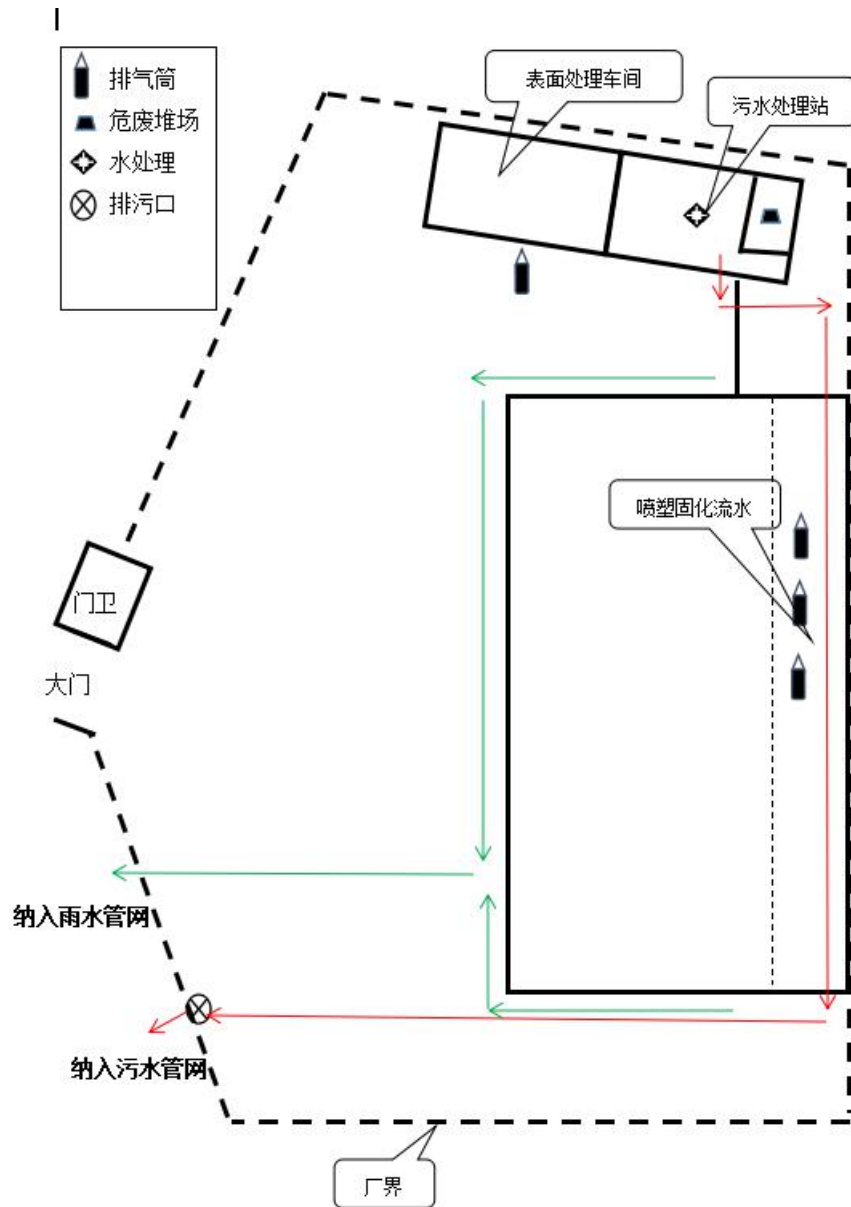 排气筒
危废堆场
水处理
排污口
表面处理车间
污水处理站
喷塑固化流水
门卫
大门
纳入雨水管网
纳入污水管网
厂界